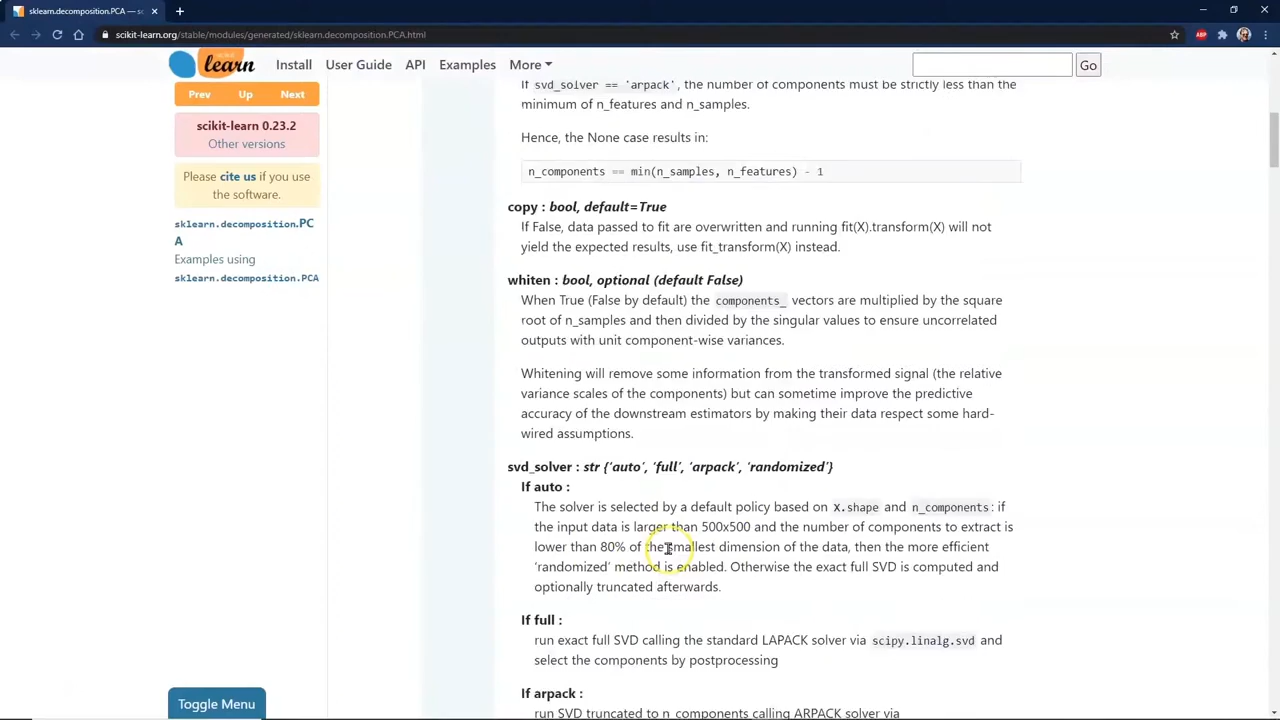 sklearn.decomposition.PCA — sc
scikit-learn.org/stable/modules/generated/sklearn.decomposition.PCA.html
ABP
learn
Install
User Guide
API
Examples
More
Go
Prev
Up
Next
scikit-learn 0.23.2
Other versions
Please cite us if you use
the software.
sklearn.decomposition.PC
A
Examples using
sklearn.decomposition.PCA
Toggle Menu
If svd_solver == 'arpack', the number of components must be strictly less than the
minimum of n_features and n_samples.
Hence, the None case results in:
n_components == min(n_samples, n_features) - 1
copy : bool, default=True
If False, data passed to fit are overwritten and running fit(X).transform(X) will not
yield the expected results, use fit_transform(X) instead.
whiten : bool, optional (default False)
When True (False by default) the components_ vectors are multiplied by the square
root of n_samples and then divided by the singular values to ensure uncorrelated
outputs with unit component-wise variances.
Whitening will remove some information from the transformed signal (the relative
variance scales of the components) but can sometime improve the predictive
accuracy of the downstream estimators by making their data respect some hard-
wired assumptions.
svd_solver : str {'auto', 'full', 'arpack', 'randomized'}
If auto :
The solver is selected by a default policy based on X.shape and n_components: if
the input data is larger than 500x500 and the number of components to extract is
lower than 80% of the smallest dimension of the data, then the more efficient
'randomized' method is enabled. Otherwise the exact full SVD is computed and
optionally truncated afterwards.
If full :
run exact full SVD calling the standard LAPACK solver via scipy.linalg.svd and
select the components by postprocessing
If arpack :
run SVD truncated to n_components calling ARPACK solver via